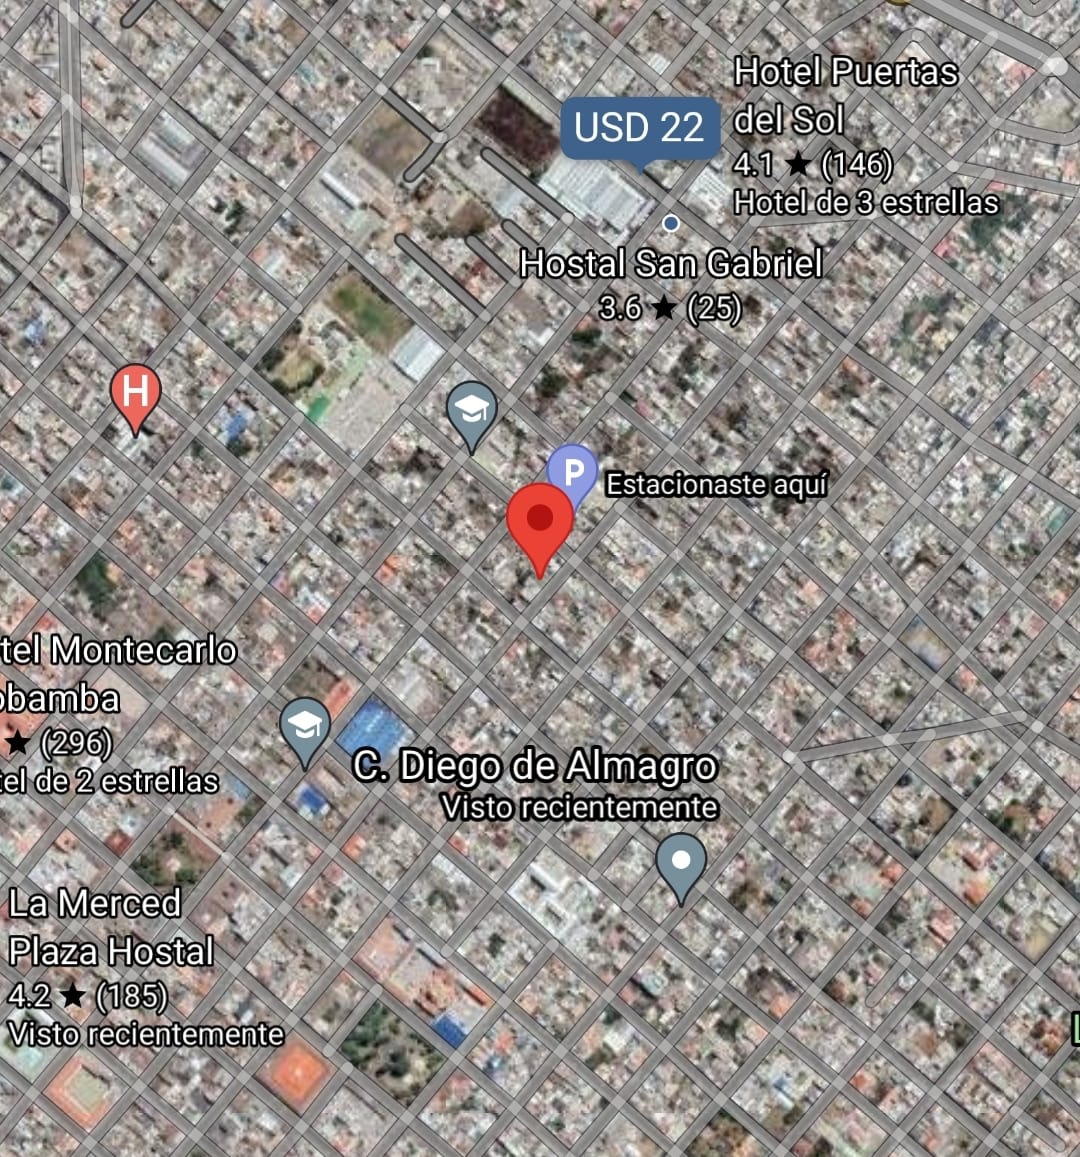 USD 22
Hotel Puertas
del Sol
4.1 ★ (146)
Hotel de 3 estrellas
Hostal San Gabriel
3.6 ★ (25)
H
P
Estacionaste aquí
tel Montecarlo
obamba
★ (296)
tel de 2 estrellas
C. Diego de Almagro
Visto recientemente
La Merced
Plaza Hostal
4.2 ★ (185)
Visto recientemente